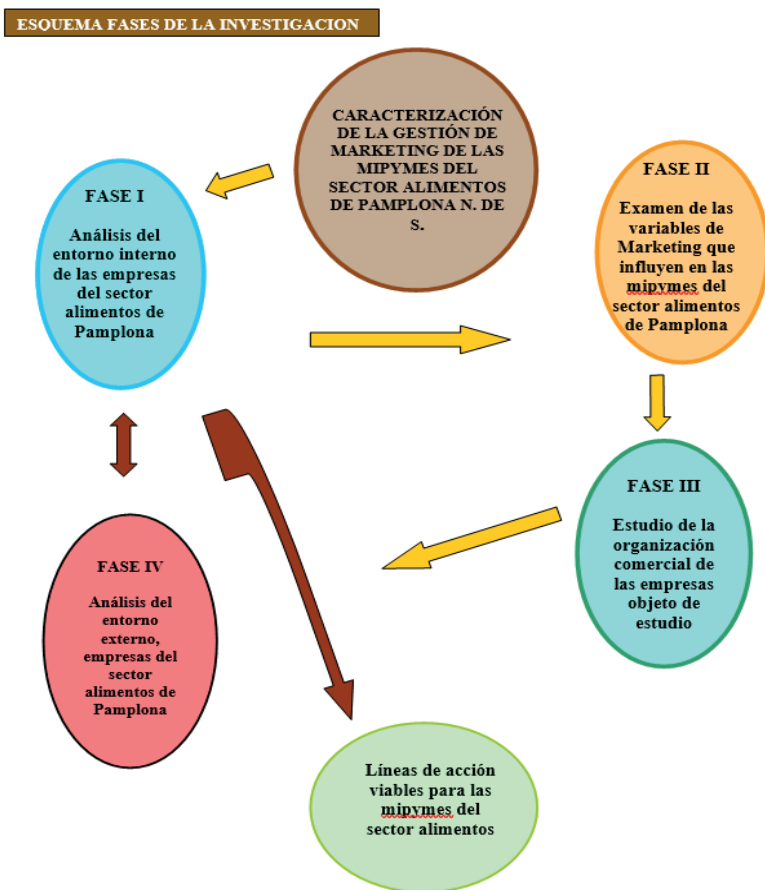 ESQUEMA FASES DE LA INVESTIGACION
CARACTERIZACIÓN
DE LA GESTIÓN DE
MARKETING DE LAS
MIPYMES DEL
SECTOR ALIMENTOS
DE PAMPLONA N. DE
S.
FASE I
Análisis del
entorno interno
de las empresas
del sector
alimentos de
Pamplona
FASE II
Examen de las
variables de
Marketing que
influyen en las
mipymes del
sector alimentos
de Pamplona
FASE III
Estudio de la
organización
comercial de
las empresas
objeto de
estudio
FASE IV
Análisis del
entorno
externo,
empresas del
sector
alimentos de
Pamplona
Líneas de acción
viables para las
mipymes del
sector alimentos